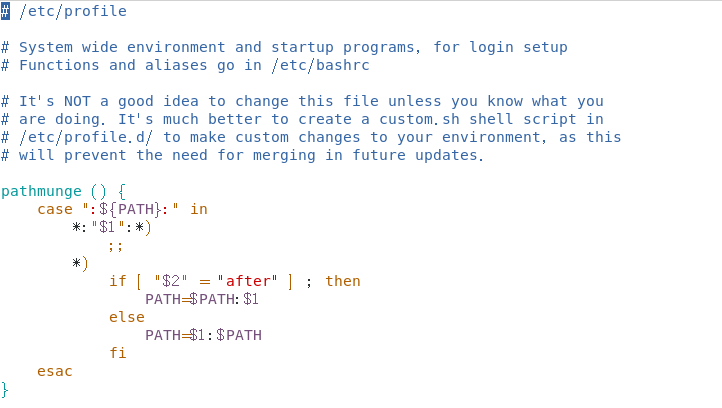 # /etc/profile

# System wide environment and startup programs, for login setup
# Functions and aliases go in /etc/bashrc

# It's NOT a good idea to change this file unless you know what you
# are doing. It's much better to create a custom.sh shell script in
# /etc/profile.d/ to make custom changes to your environment, as this
# will prevent the need for merging in future updates.

pathmunge () {
    case ":${PATH}:" in
        *:"$1":*)
            ;;
        *)
            if [ "$2" = "after" ] ; then
                PATH=$PATH:$1
            else
                PATH=$1:$PATH
            fi
    esac
}